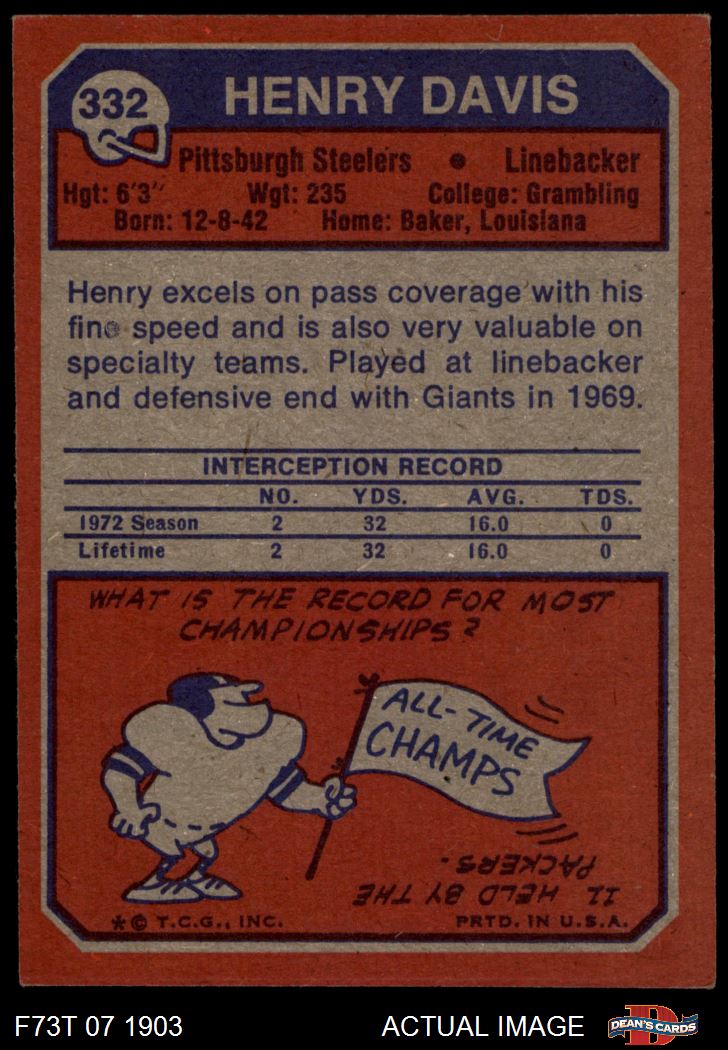 332 HENRY DAVIS
Pittsburgh Steelers • Linebacker
Hgt: 6'3" Wgt: 235 College: Grambling
Born: 12-8-42 Home: Baker, Louisiana
Henry excels on pass coverage with his
fine speed and is also very valuable on
specialty teams. Played at linebacker
and defensive end with Giants in 1969.
INTERCEPTION RECORD
NO. YDS. AVG. TDS.
1972 Season 2 32 16.0 0
Lifetime 2 32 16.0 0
WHAT IS THE RECORD FOR MOST
CHAMPIONSHIPS?
ALL-TIME
CHAMPS
11 HELD BY THE
PACKERS.
*© T.C.G., INC. PRTD. IN U.S.A.
F73T 07 1903 ACTUAL IMAGE D DEAN'S CARDS